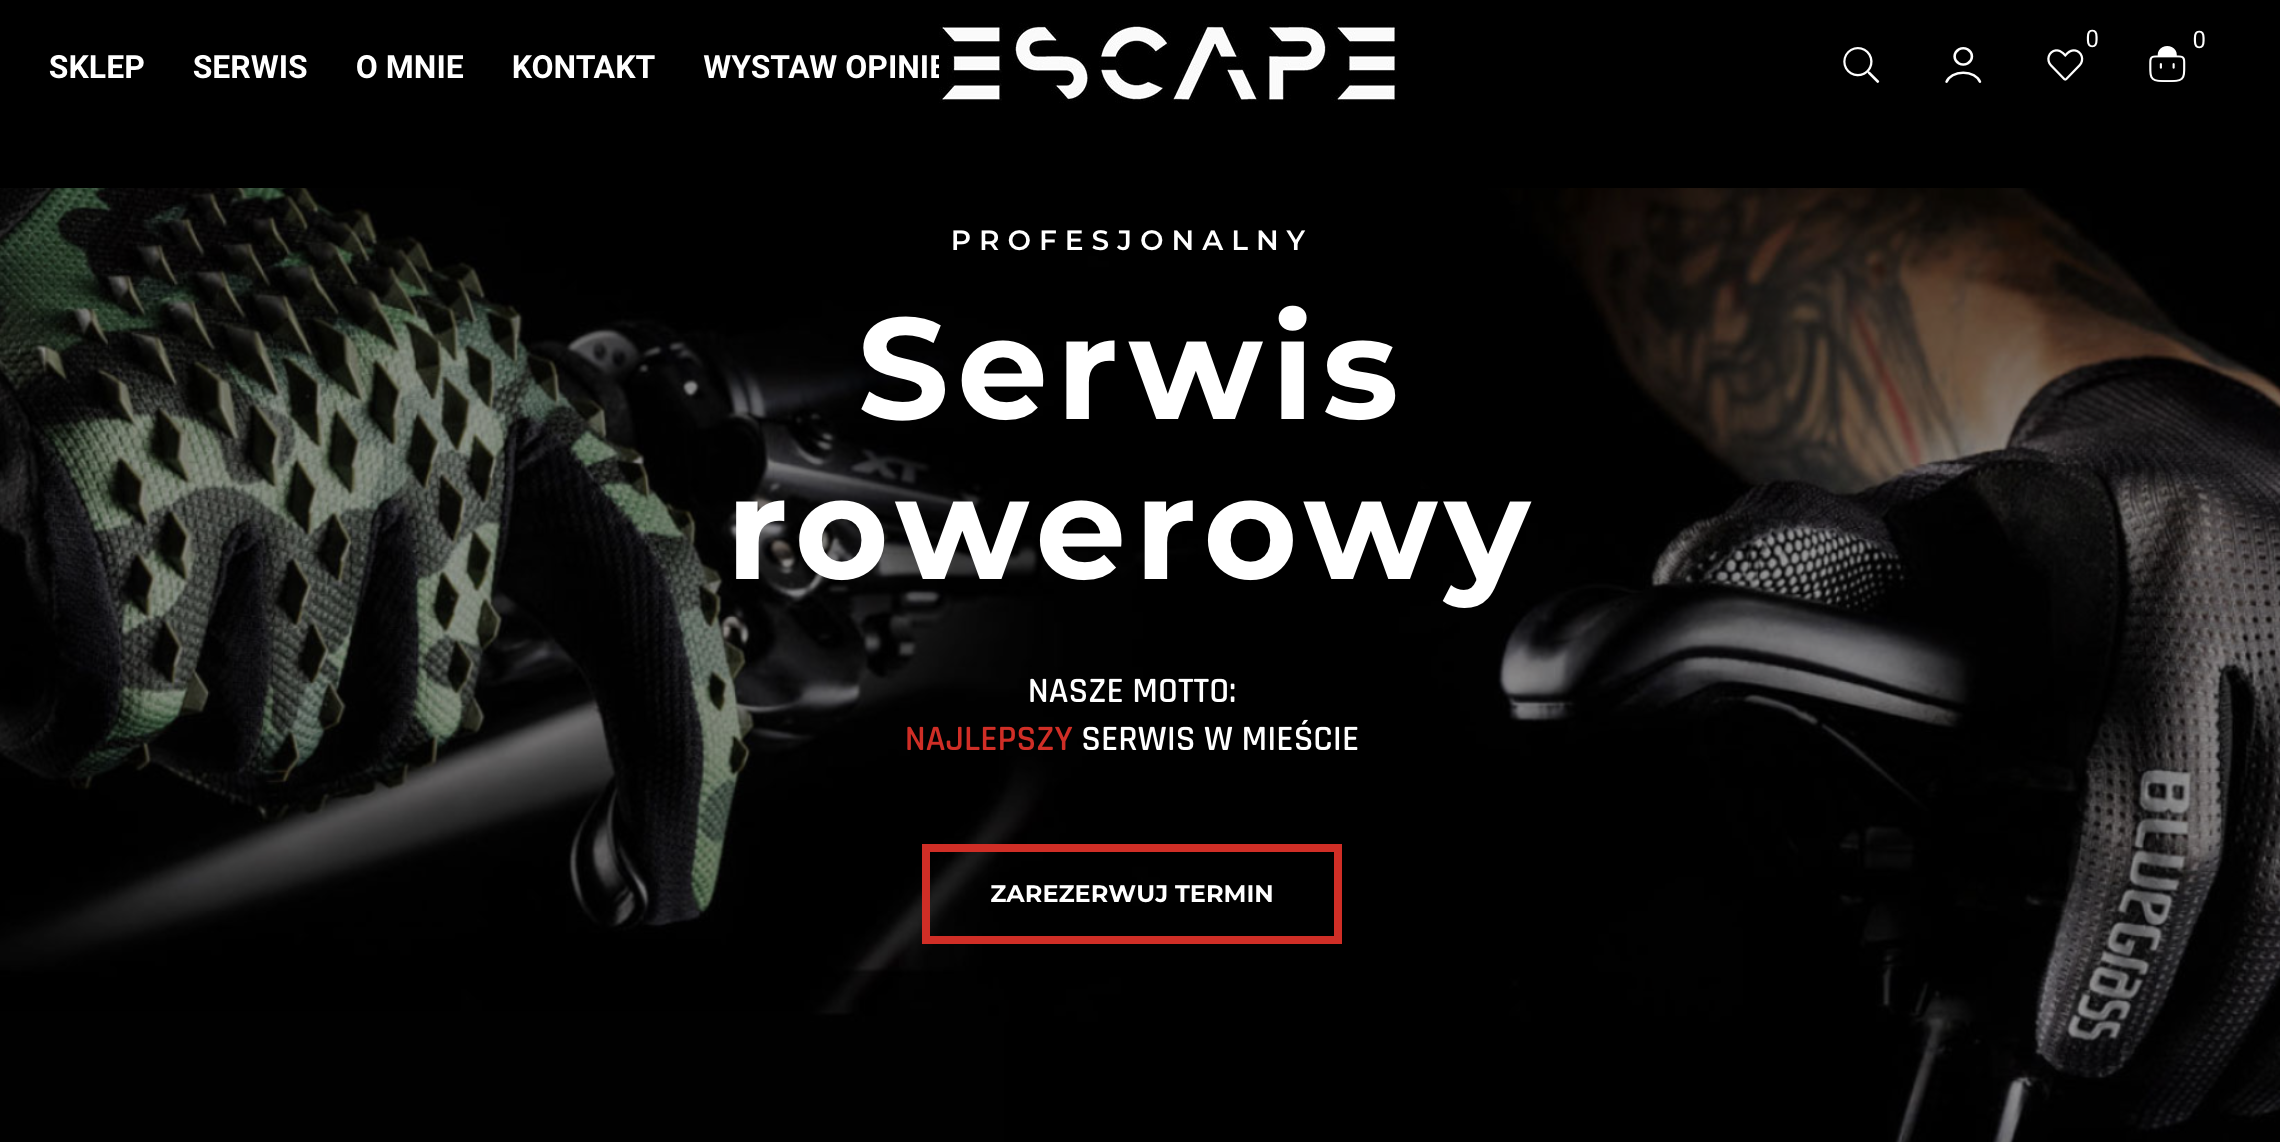 SKLEP SERWIS O MNIE KONTAKT WYSTAW OPINIE ESCAPE 0 0
PROFESJONALNY
Serwis
rowerowy
XT
NASZE MOTTO:
NAJLEPSZY SERWIS W MIEŚCIE
ZAREZERWUJ TERMIN
BLUEGrass